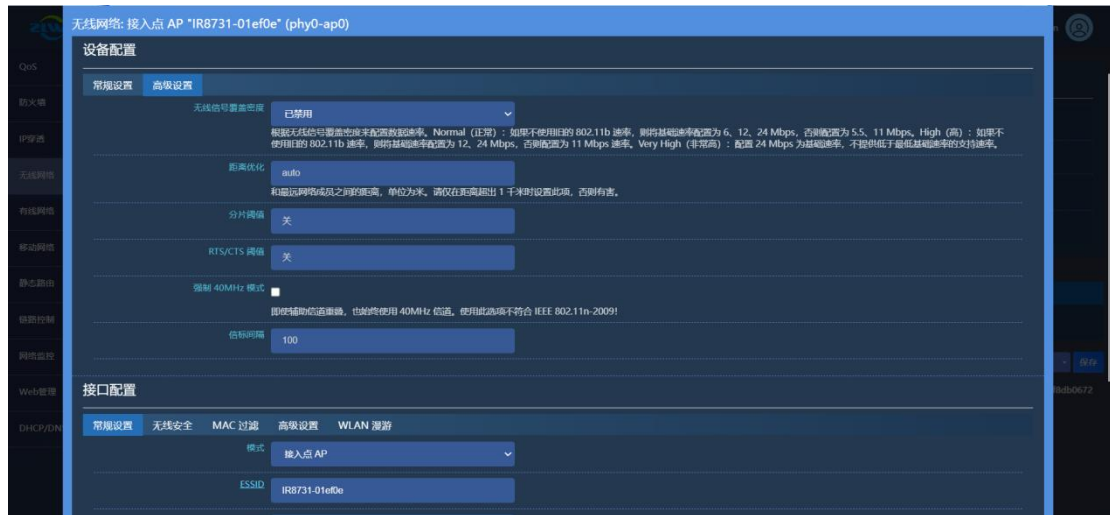 无线网络: 接入点 AP "IR8731-01ef0e" (phy0-ap0)
设备配置
QoS
常规设置 高级设置
防火墙
无线信号覆盖密度 已禁用
根据无线信号覆盖密度来配置数据速率。Normal（正常）: 如果不使用旧的 802.11b 速率，则将基础速率配置为 6、12、24 Mbps，否则配置为 5.5、11 Mbps。High（高）: 如果不
使用旧的 802.11b 速率，则将基础速率配置为 12、24 Mbps，否则配置为 11 Mbps 速率。Very High（非常高）: 配置 24 Mbps 为基础速率，不提供低于最低基础速率的支持速率。
IP穿透
无线网络
距离优化 auto
和最远网络成员之间的距离，单位为米。请仅在距离超出 1 千米时设置此项，否则有害。
有线网络
分片阈值 关
移动网络
RTS/CTS 阈值 关
静态路由
强制 40MHz 模式
即使辅助信道重叠，也始终使用 40MHz 信道。使用此选项不符合 IEEE 802.11n-2009!
链路控制
信标间隔 100
网络监控
保存
Web管理
接口配置
f8db0672
DHCP/DN
常规设置 无线安全 MAC 过滤 高级设置 WLAN 漫游
模式 接入点 AP
ESSID IR8731-01ef0e